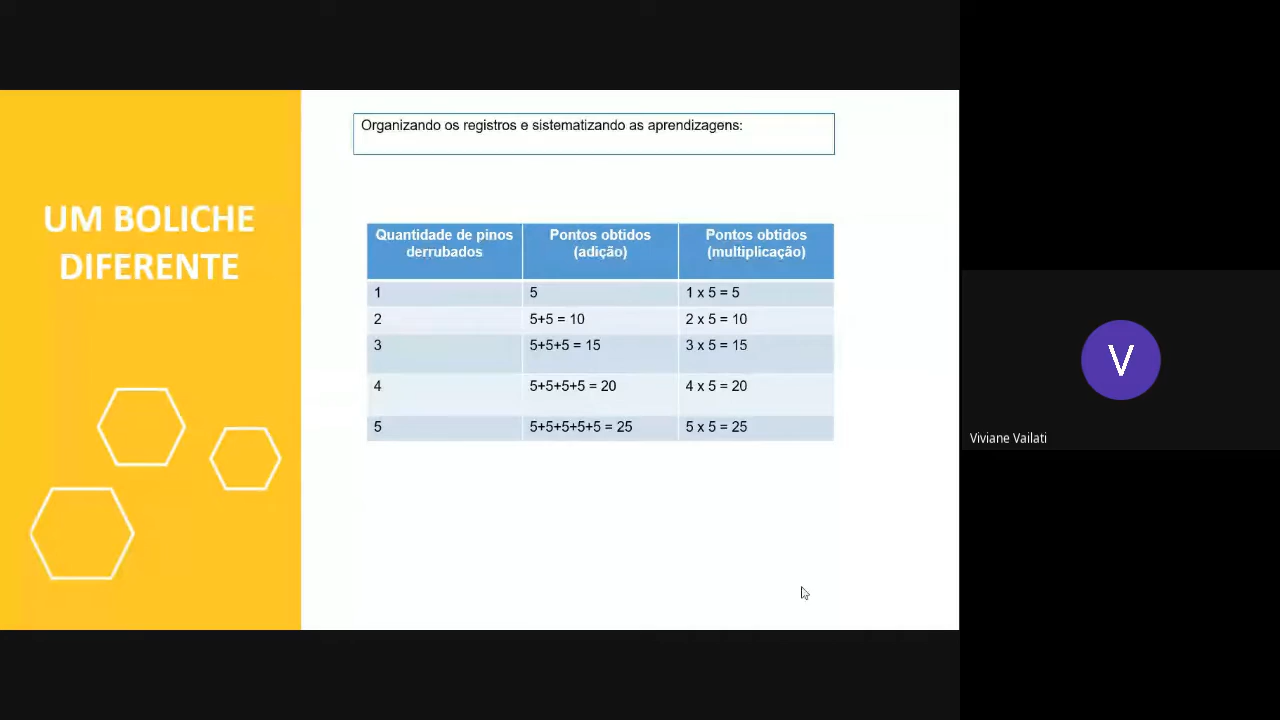 UM BOLICHE
DIFERENTE
Organizando os registros e sistematizando as aprendizagens:
Quantidade de pinos derrubados	Pontos obtidos (adição)	Pontos obtidos (multiplicação)
1	5	1 x 5 = 5
2	5+5 = 10	2 x 5 = 10
3	5+5+5 = 15	3 x 5 = 15
4	5+5+5+5 = 20	4 x 5 = 20
5	5+5+5+5+5 = 25	5 x 5 = 25
V
Viviane Vailati